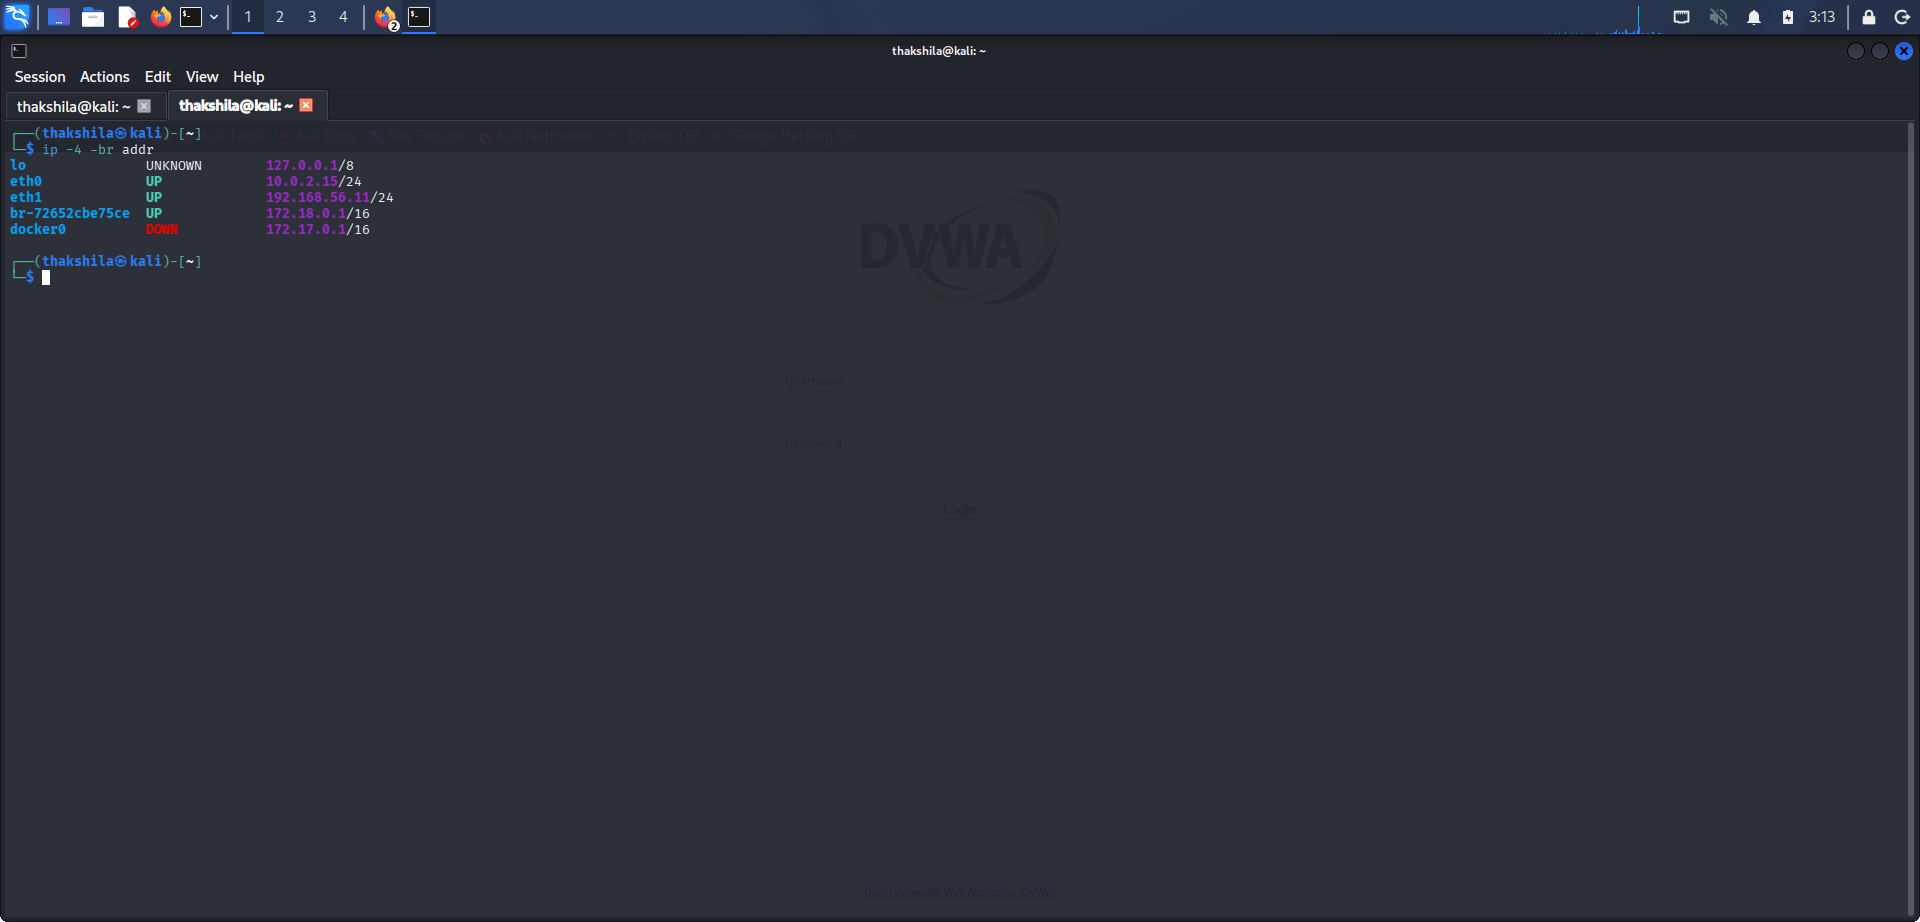 1 2 3 4 2 3:13
thakshila@kali: ~
Session Actions Edit View Help
thakshila@kali: ~ thakshila@kali: ~
┌──(thakshila㉿kali)-[~] Kali Tools Kali Docs Kali Forums Kali NetHunter Exploit-DB Google Hacking DB
└─$ ip -4 -br addr
lo UNKNOWN 127.0.0.1/8
eth0 UP 10.0.2.15/24
eth1 UP 192.168.56.11/24
br-72652cbe75ce UP 172.18.0.1/16
docker0 DOWN 172.17.0.1/16
DVWA
┌──(thakshila㉿kali)-[~]
└─$
Username
Password
Login
Damn Vulnerable Web Application (DVWA)